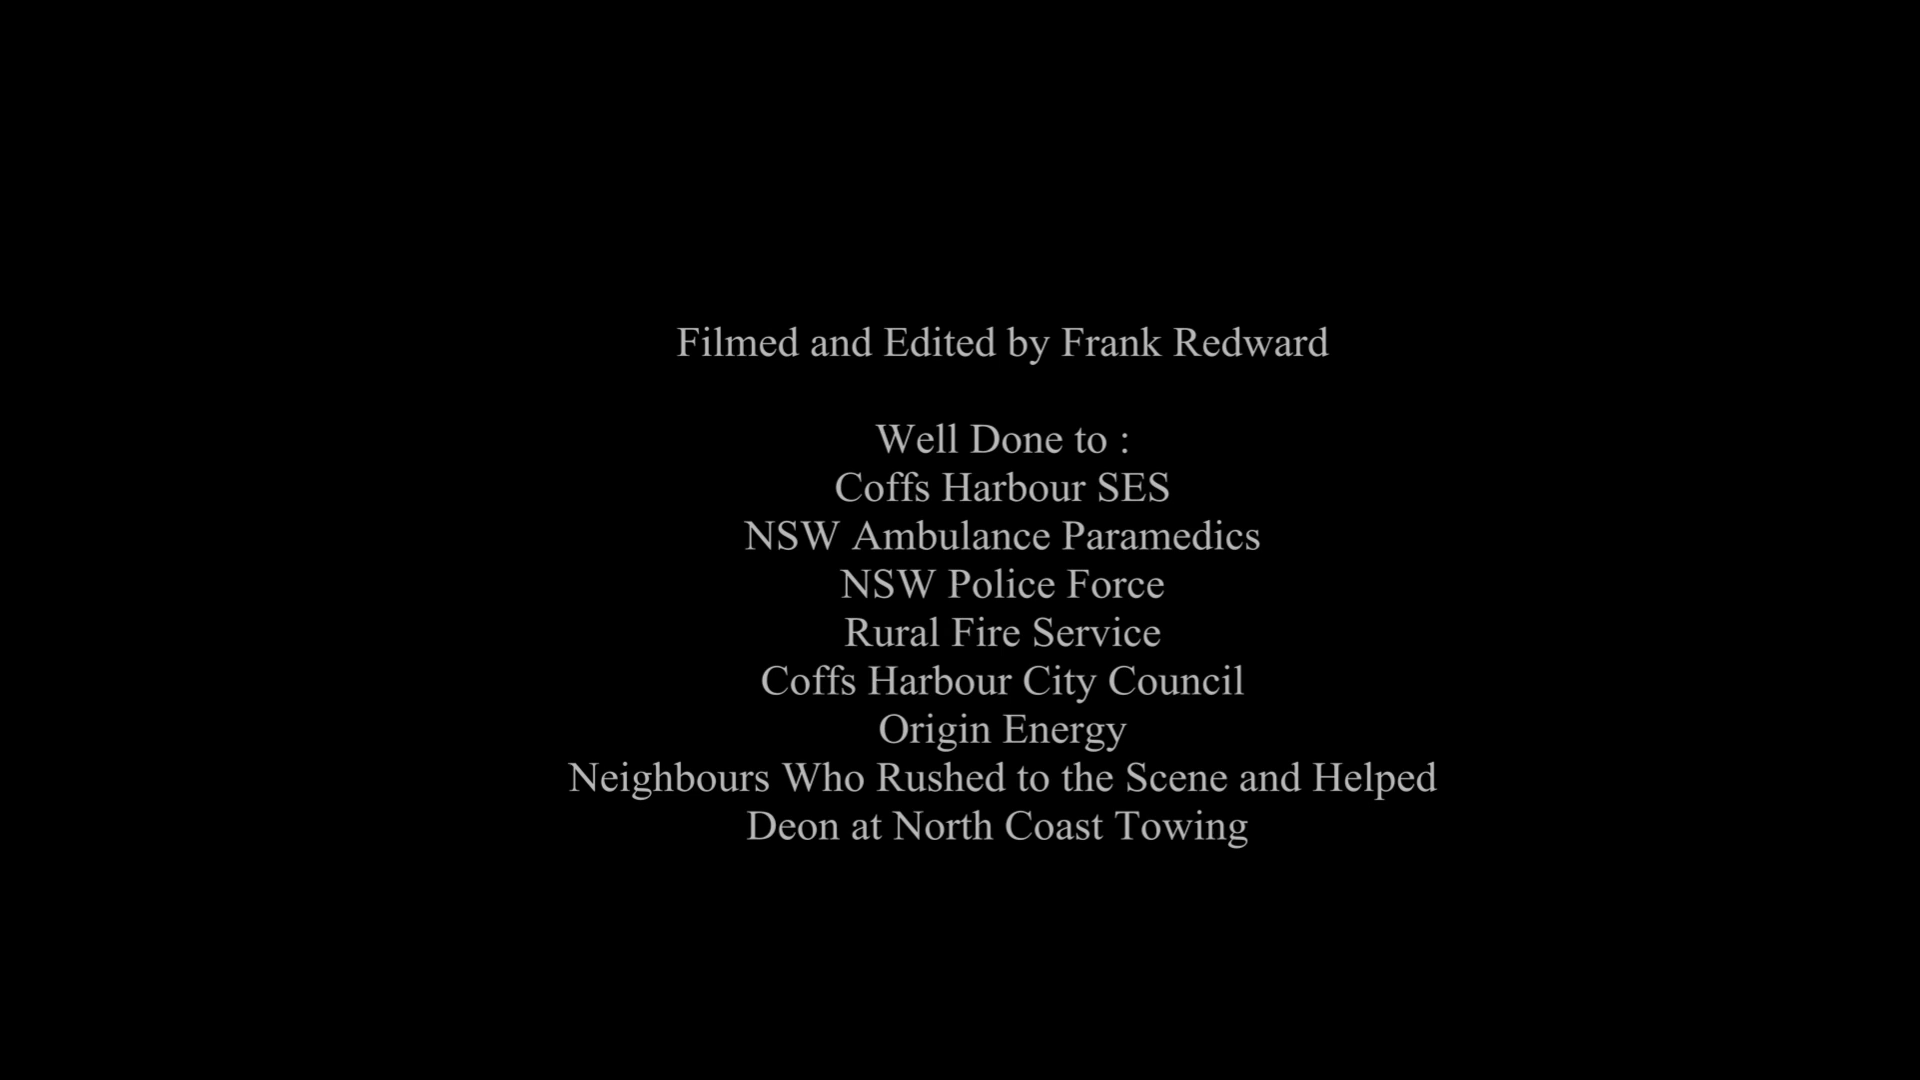 Filmed and Edited by Frank Redward
Well Done to :
Coffs Harbour SES
NSW Ambulance Paramedics
NSW Police Force
Rural Fire Service
Coffs Harbour City Council
Origin Energy
Neighbours Who Rushed to the Scene and Helped
Deon at North Coast Towing